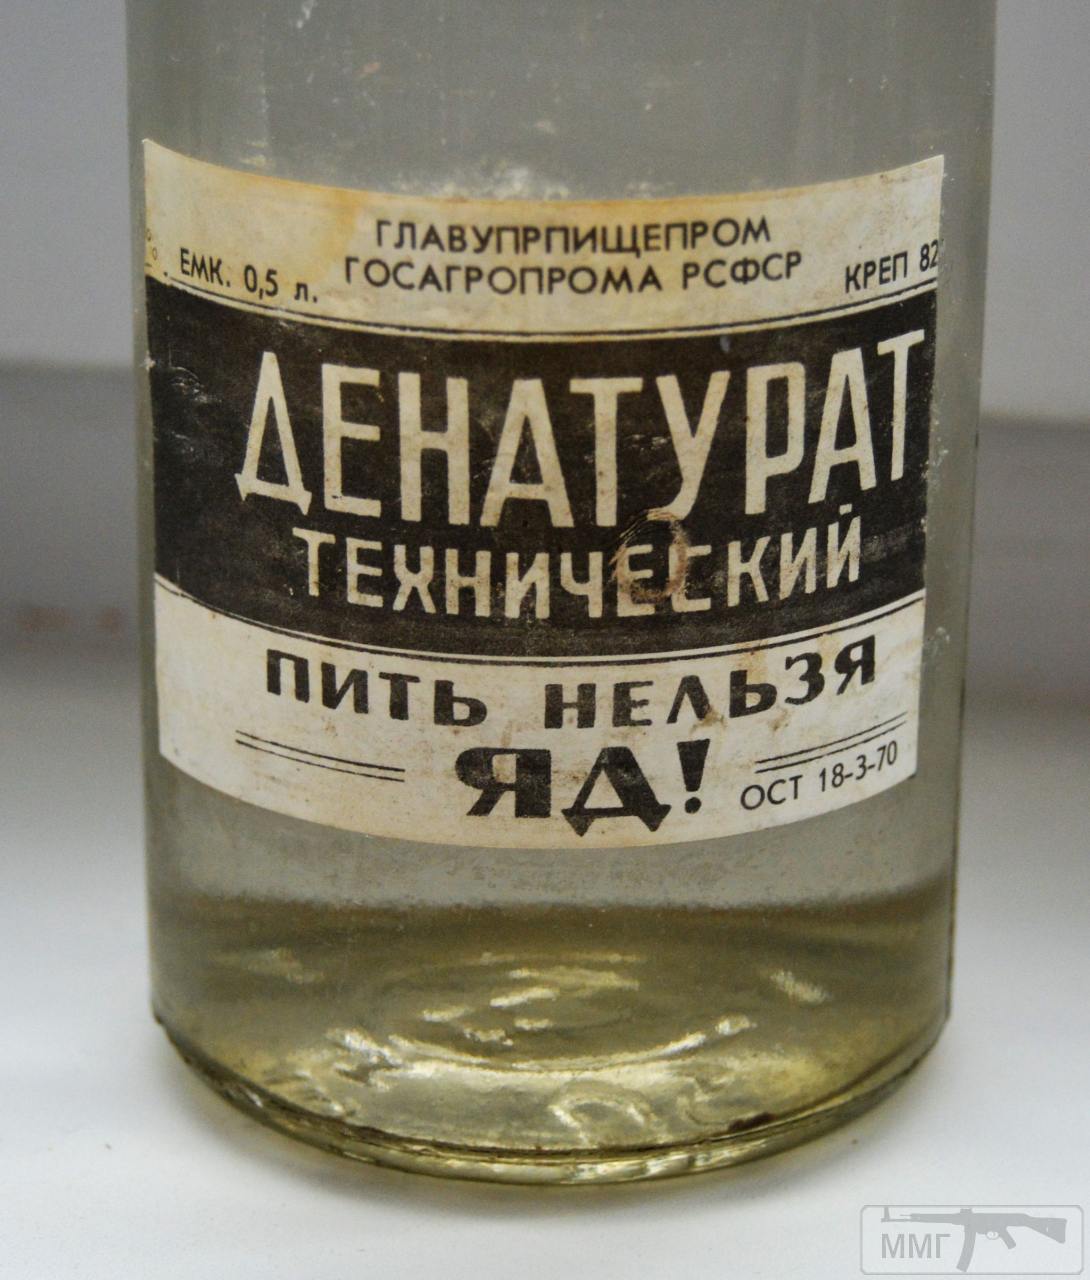 ГЛАВУПРПИЩЕПРОМ
ГОСАГРОПРОМА РСФСР
ЕМК. 0,5 л.
КРЕП 82
ДЕНАТУРАТ
ТЕХНИЧЕСКИЙ
ПИТЬ НЕЛЬЗЯ
ЯД!
ОСТ 18-3-70
ММГ